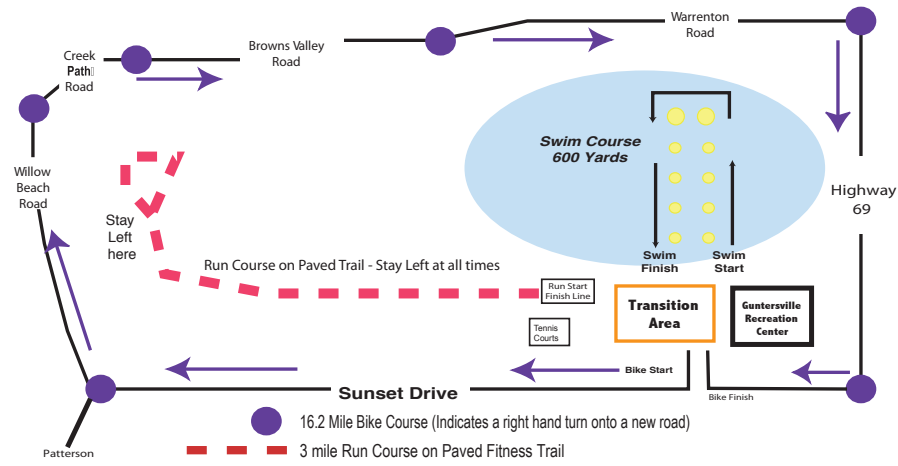 Warrenton
Road
Browns Valley
Road
Creek
Path
Road
Swim Course
600 Yards
Willow
Beach
Road
Highway
69
Stay
Left
here
Swim
Finish
Swim
Start
Run Course on Paved Trail - Stay Left at all times
Run Start
Finish Line
Transition
Area
Guntersville
Recreation
Center
Tennis
Courts
Bike Start
Sunset Drive
Bike Finish
16.2 Mile Bike Course (Indicates a right hand turn onto a new road)
Patterson
3 mile Run Course on Paved Fitness Trail